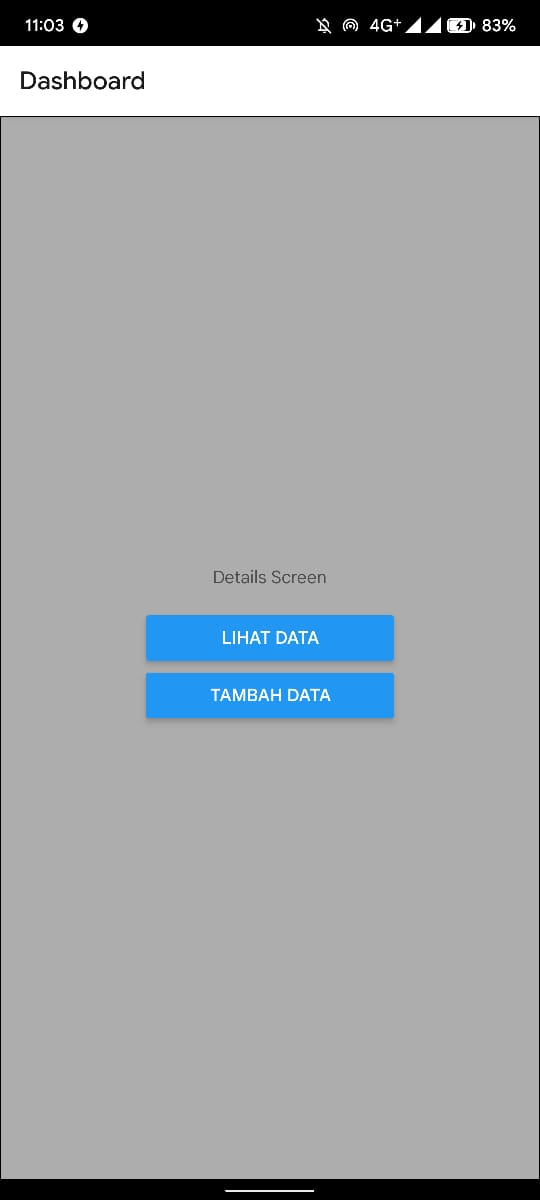 11:03 4G+ 83%
Dashboard
Details Screen
LIHAT DATA
TAMBAH DATA